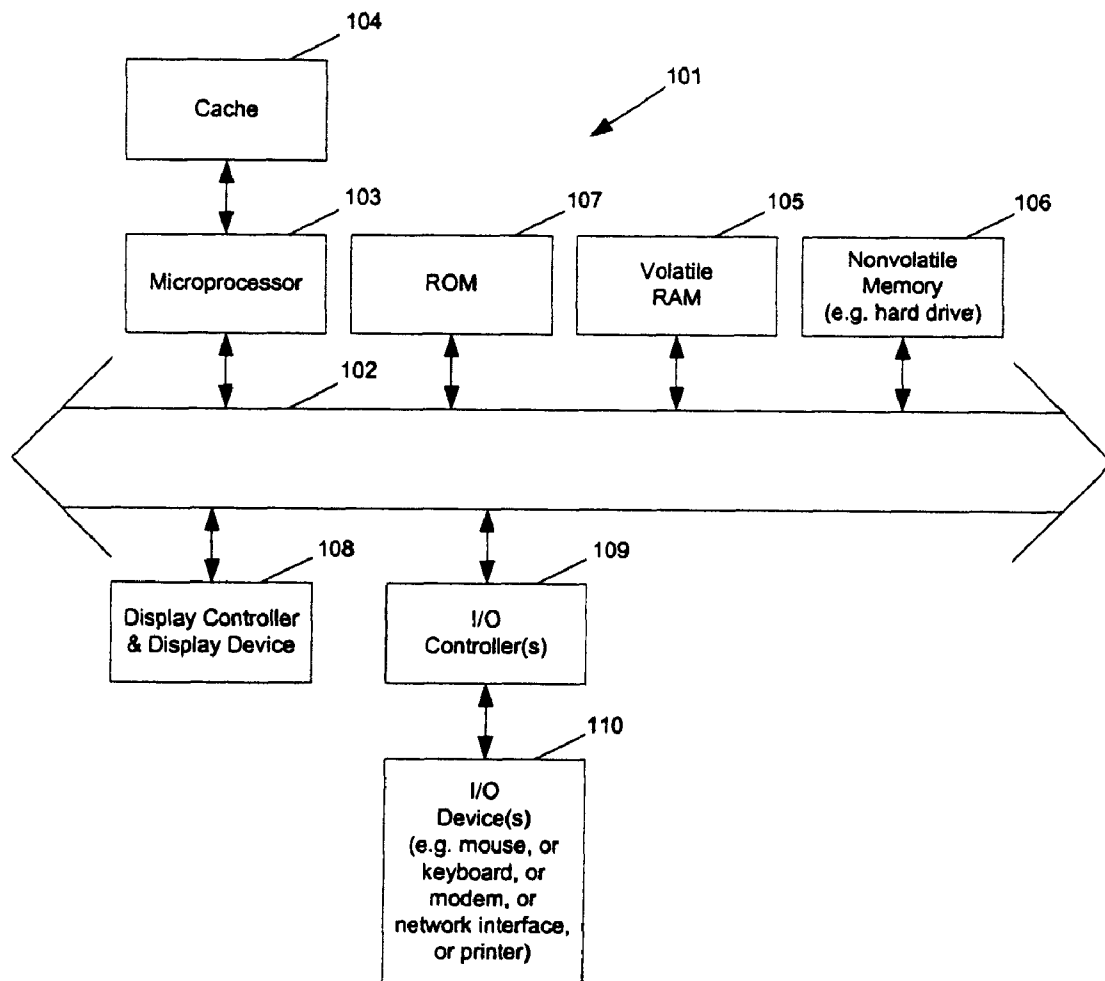 104
Cache
101
103
Microprocessor
107
ROM
105
Volatile
RAM
106
Nonvolatile
Memory
(e.g. hard drive)
102
108
Display Controller
& Display Device
109
I/O
Controller(s)
110
I/O
Device(s)
(e.g. mouse, or
keyboard, or
modem, or
network interface,
or printer)